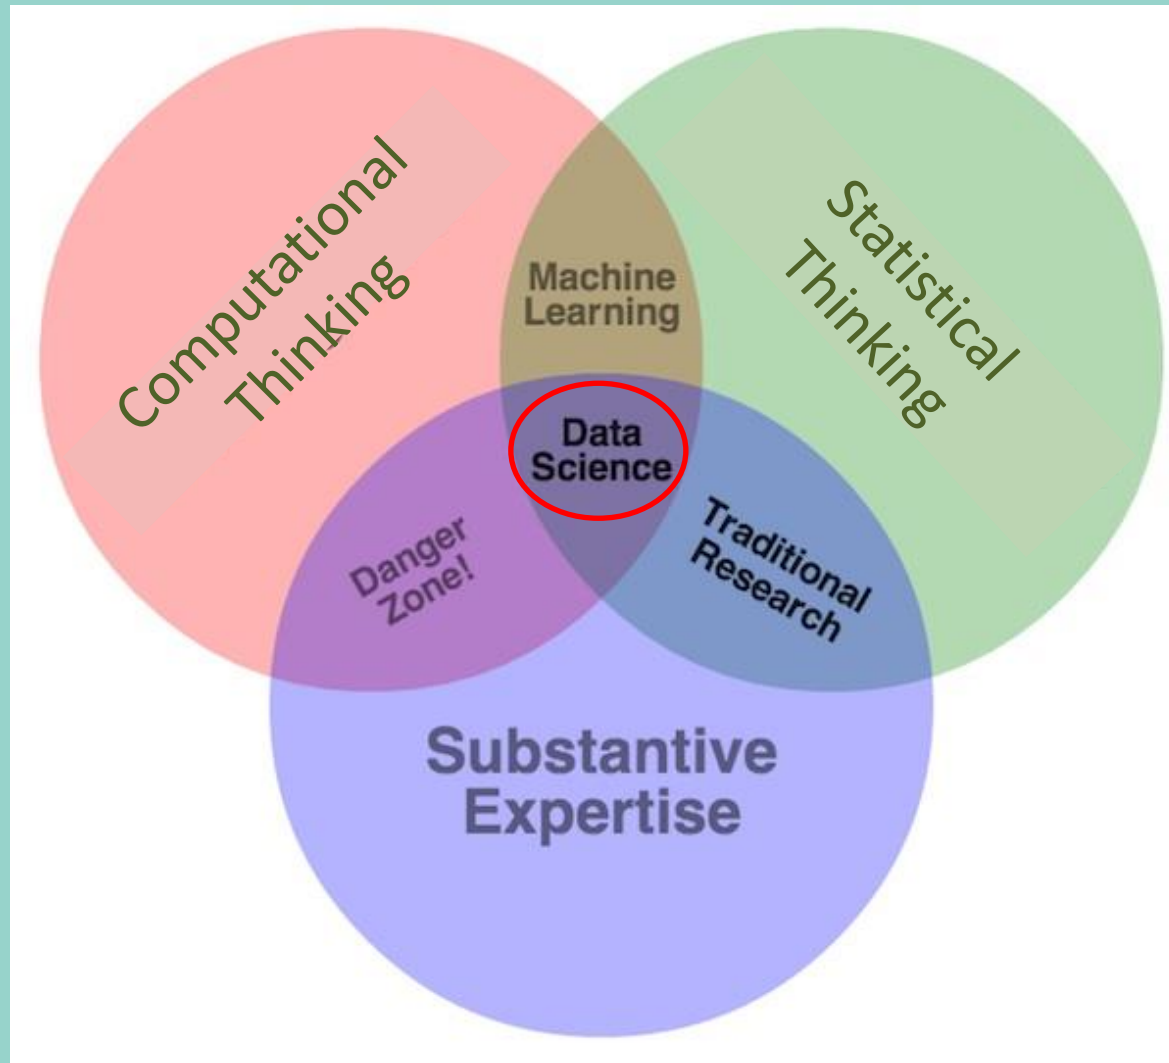 Computational
Thinking
Statistical
Thinking
Machine
Learning
Data
Science
Danger
Zone!
Traditional
Research
Substantive
Expertise